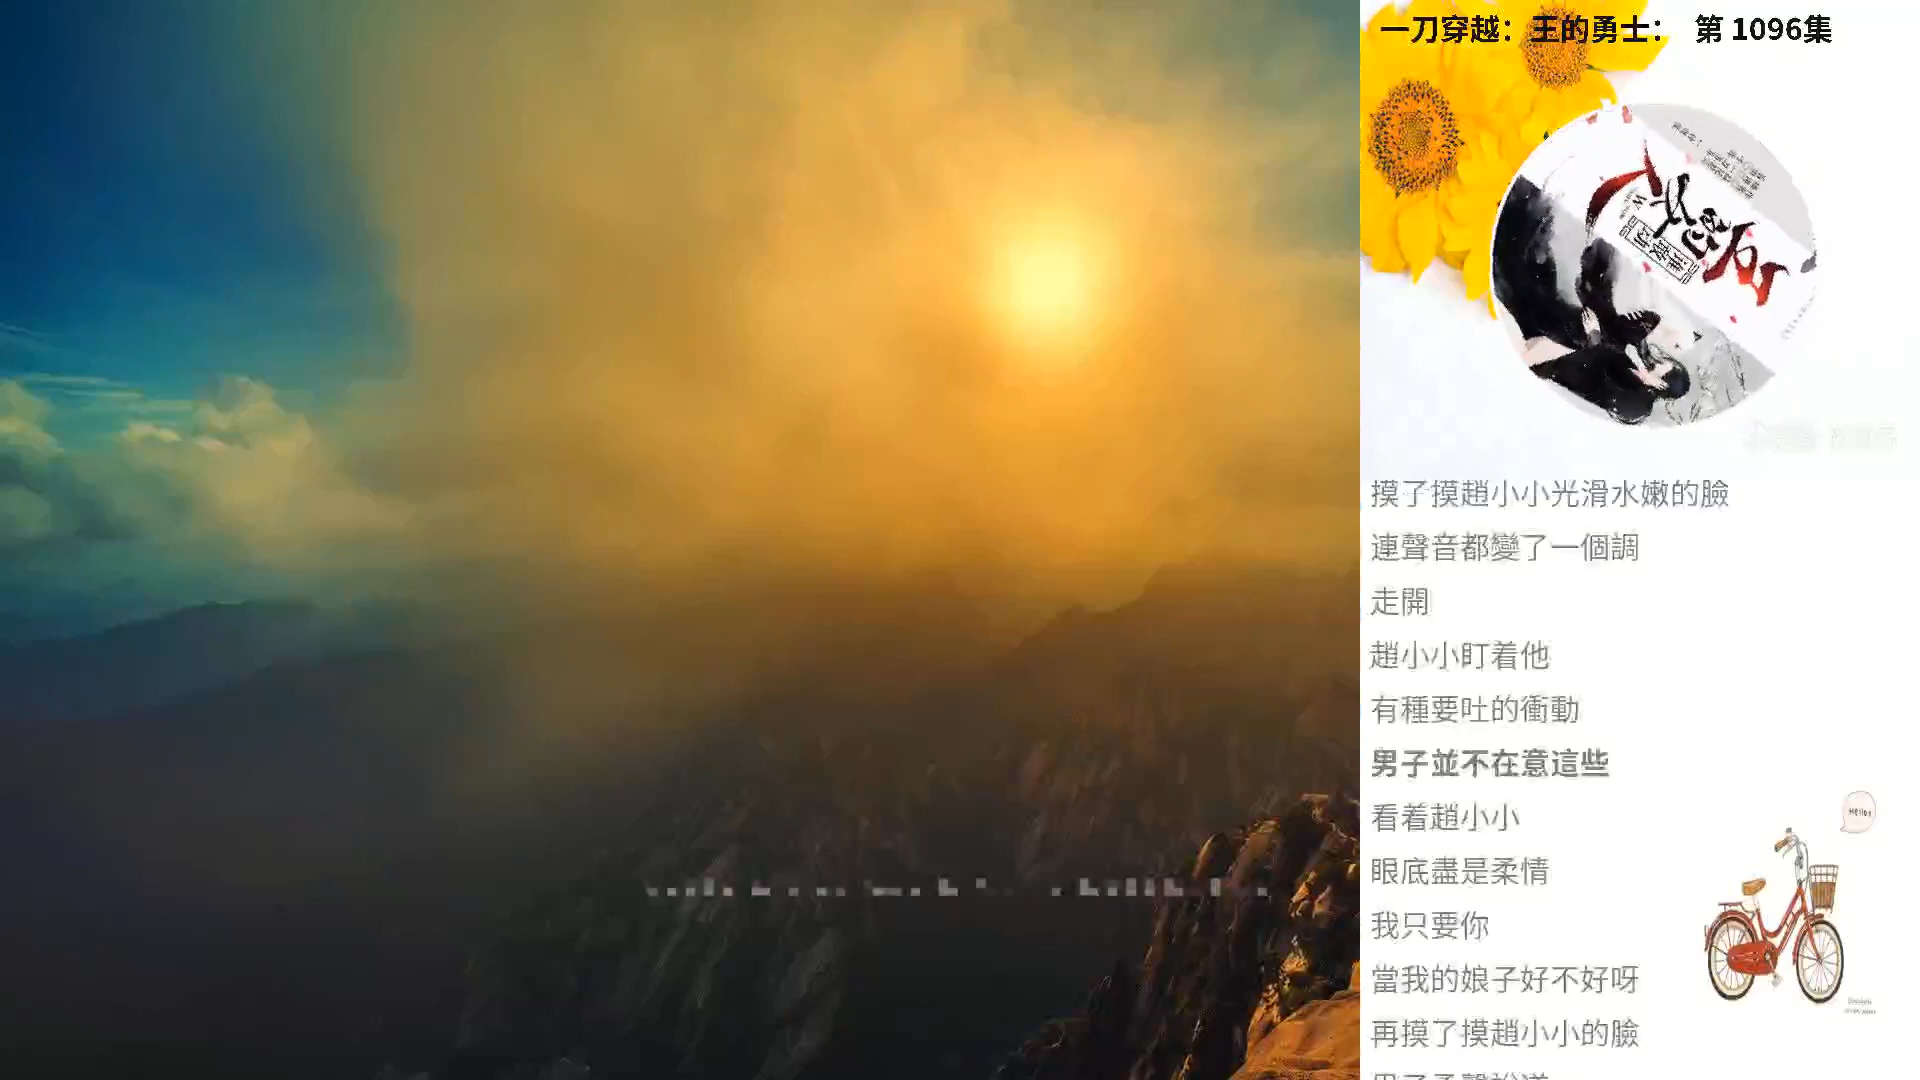 一刀穿越：王的勇士： 第 1096集
摸了摸趙小小光滑水嫩的臉
連聲音都變了一個調
走開
趙小小盯着他
有種要吐的衝動
男子並不在意這些
看着趙小小
眼底盡是柔情
我只要你
當我的娘子好不好呀
再摸了摸趙小小的臉
Hello!